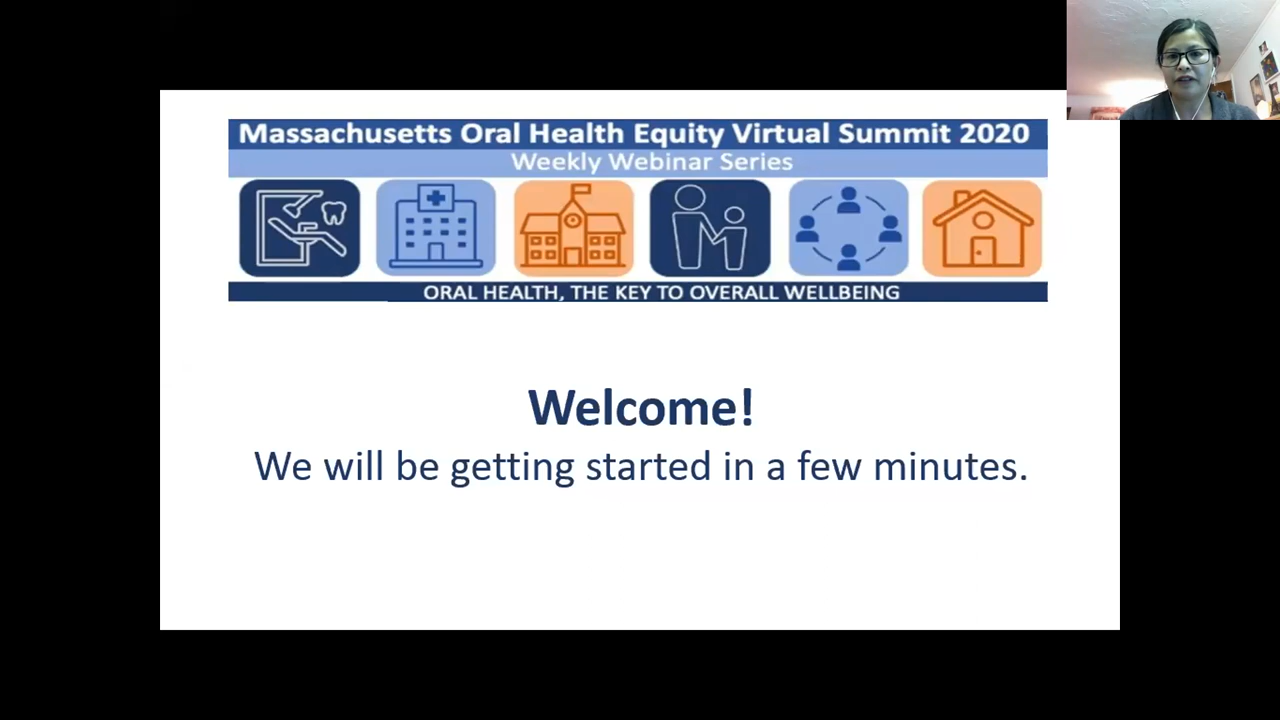 Massachusetts Oral Health Equity Virtual Summit 2020
Weekly Webinar Series
ORAL HEALTH, THE KEY TO OVERALL WELLBEING
Welcome!
We will be getting started in a few minutes.